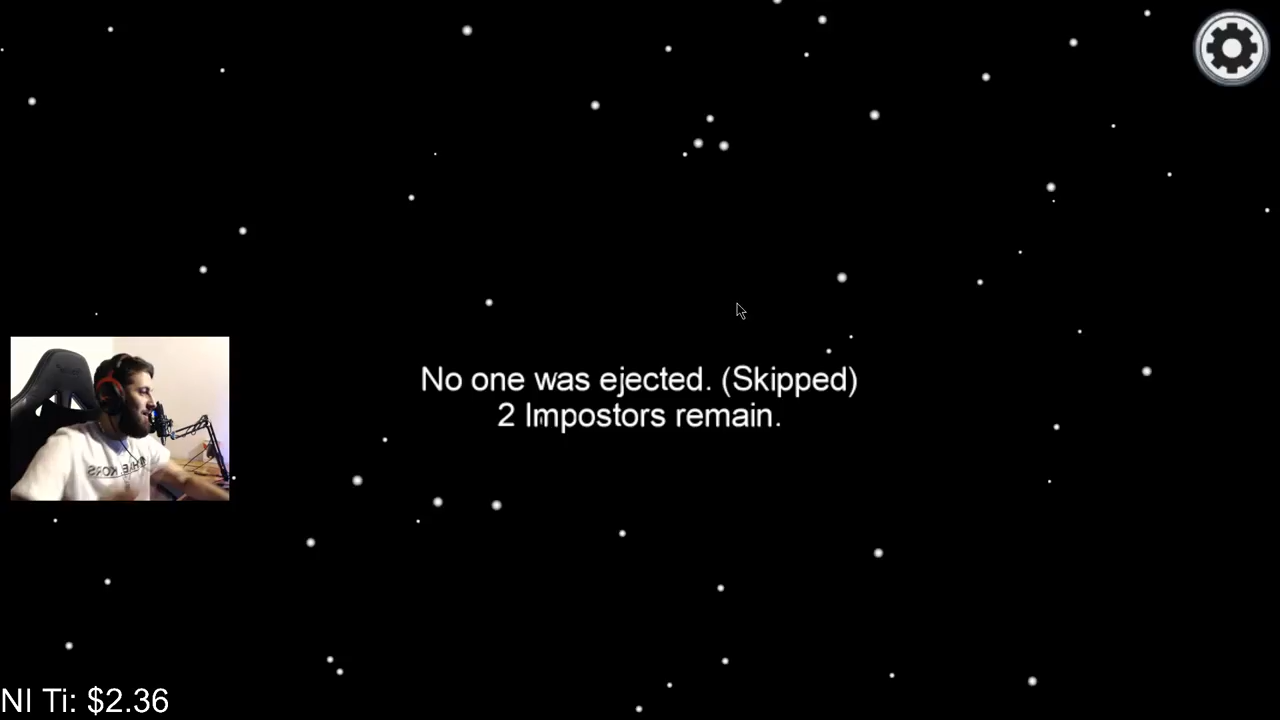 No one was ejected. (Skipped)
2 Impostors remain.
NI Ti: $2.36